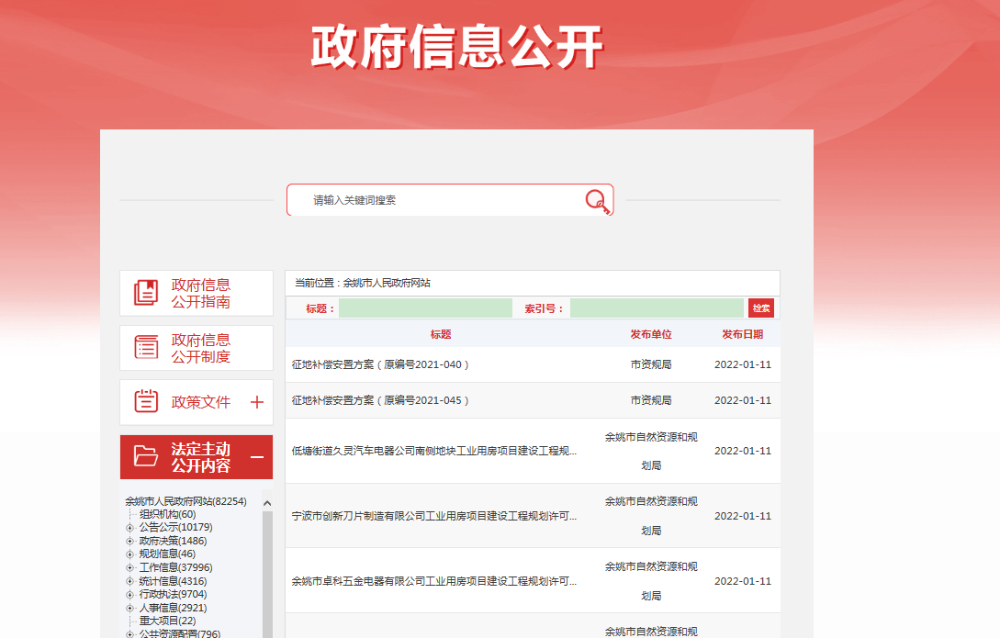 政府信息公开
请输入关键词搜索
政府信息
公开指南
政府信息
公开制度
政策文件
法定主动
公开内容
余姚市人民政府网站(82254)
组织机构(60)
公告公示(10179)
政府决策(1486)
规划信息(46)
工作信息(37996)
统计信息(4316)
行政执法(9704)
人事信息(2921)
重大项目(22)
公共资源配置(796)
当前位置：余姚市人民政府网站
标题： 索引号： 检索
标题 发布单位 发布日期
征地补偿安置方案（原编号2021-040） 市资规局 2022-01-11
征地补偿安置方案（原编号2021-045） 市资规局 2022-01-11
低塘街道久灵汽车电器公司南侧地块工业用房项目建设工程规... 余姚市自然资源和规划局 2022-01-11
宁波市创新刀片制造有限公司工业用房项目建设工程规划许可... 余姚市自然资源和规划局 2022-01-11
余姚市卓科五金电器有限公司工业用房项目建设工程规划许可... 余姚市自然资源和规划局 2022-01-11
余姚市自然资源和规